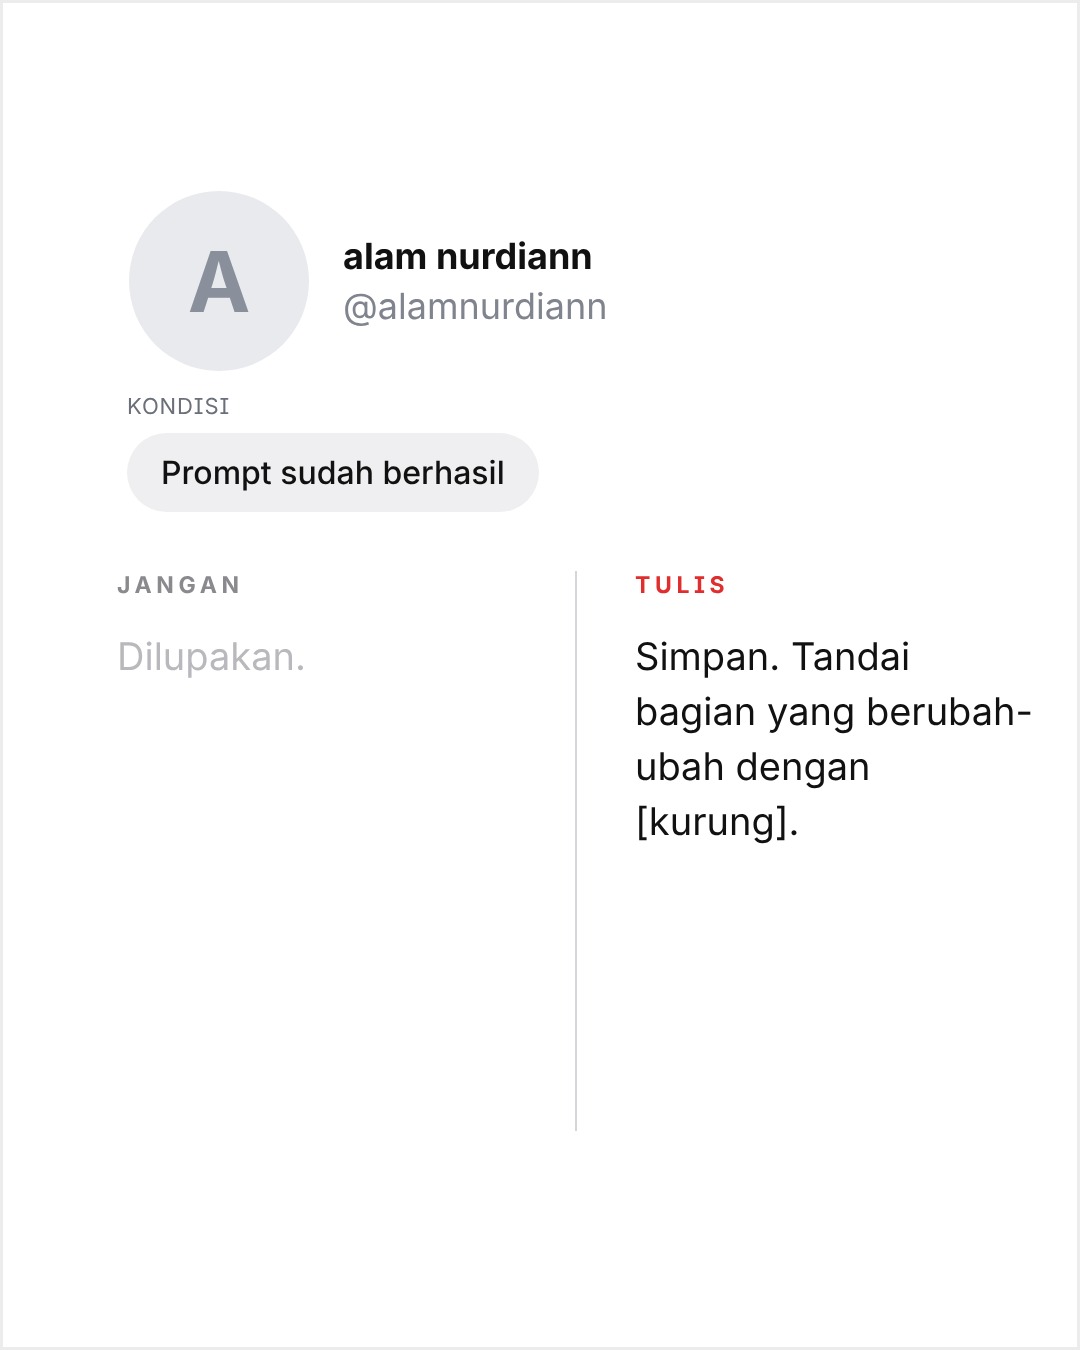 A
alam nurdiann
@alamnurdiann
KONDISI
Prompt sudah berhasil
JANGAN
Dilupakan.
TULIS
Simpan. Tandai
bagian yang berubah-
ubah dengan
[kurung].